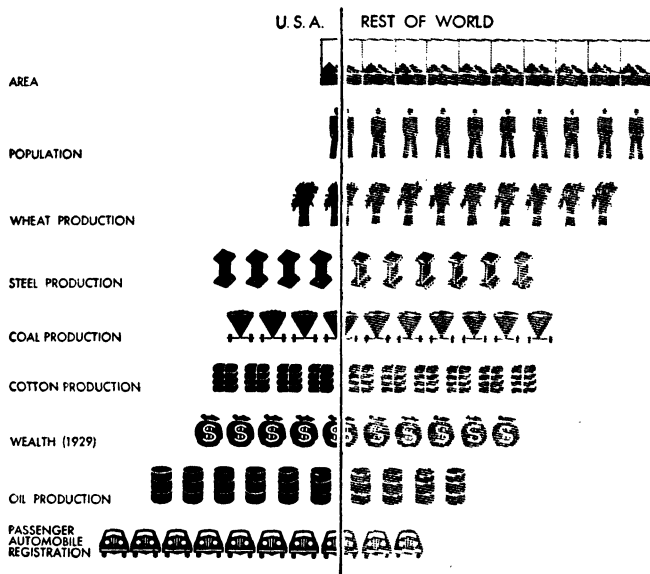 U.S.A. REST OF WORLD
AREA
POPULATION
WHEAT PRODUCTION
STEEL PRODUCTION
COAL PRODUCTION
COTTON PRODUCTION
WEALTH (1929)
OIL PRODUCTION
PASSENGER
AUTOMOBILE
REGISTRATION